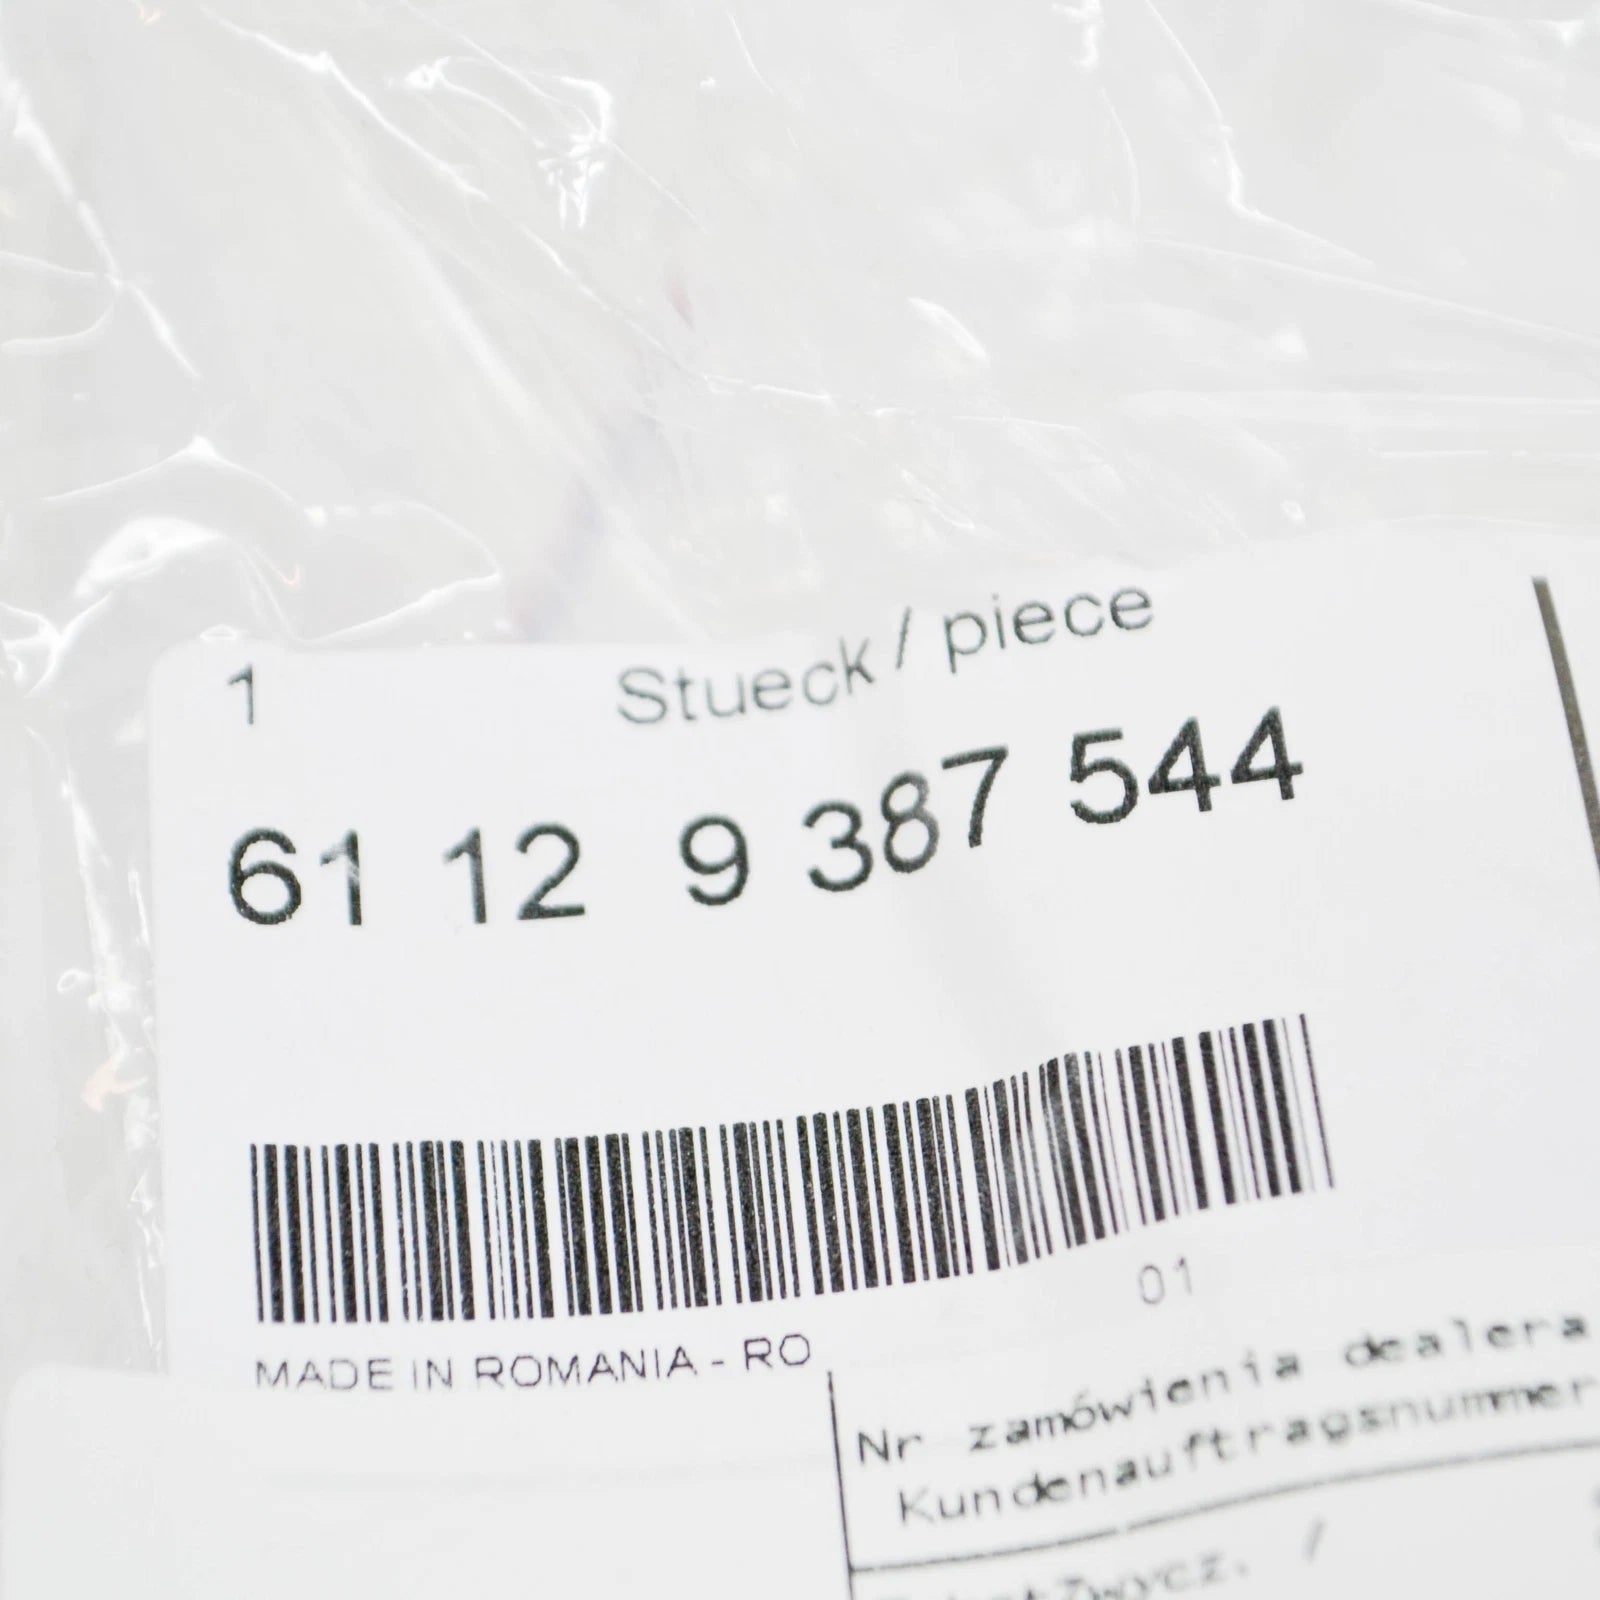 1 Stueck / piece
61 12 9 387 544
01
MADE IN ROMANIA - RO
Nr zamówienia dealera
Kundenauftragsnummer